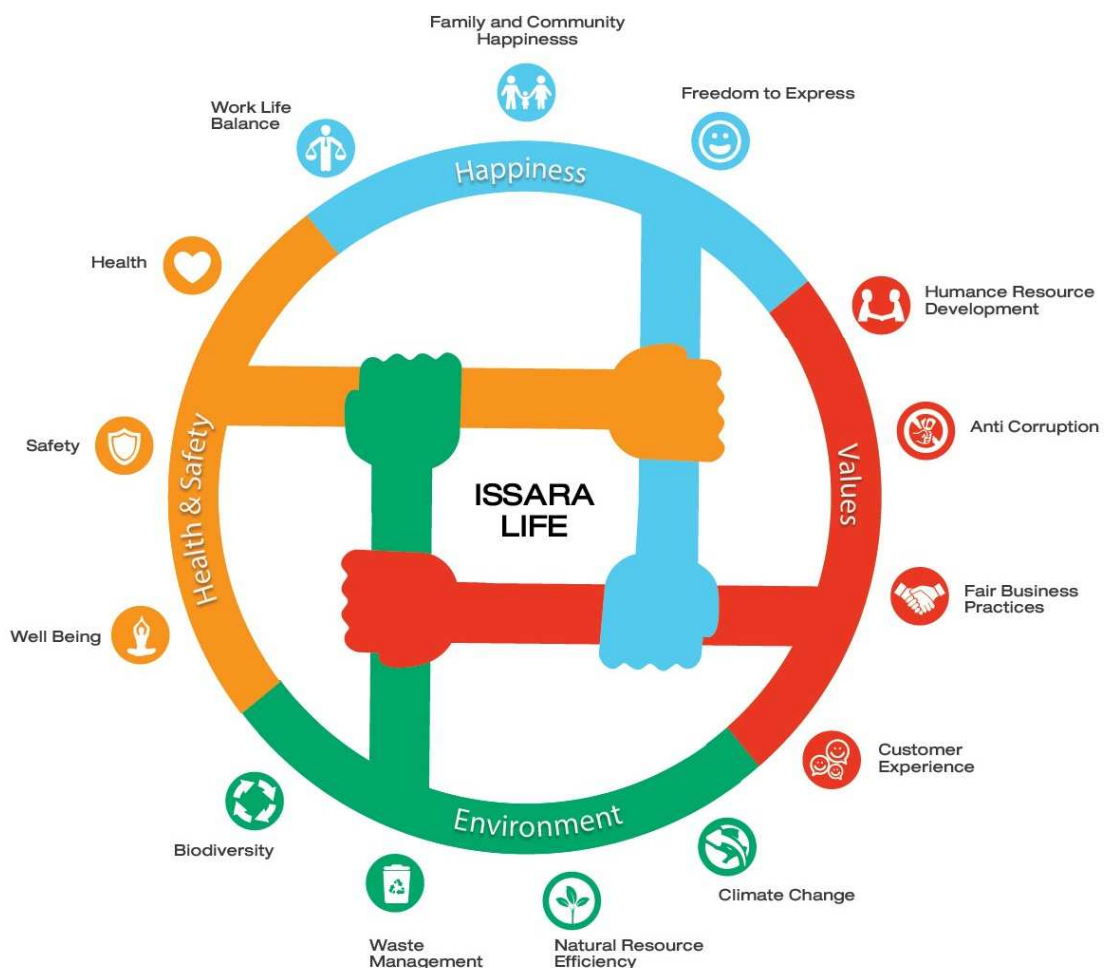 Family and Community
Happinesss
Work Life
Balance
Freedom to Express
Happiness
Health
Humance Resource
Development
Safety
Anti Corruption
Health & Safety
ISSARA
LIFE
Values
Well Being
Fair Business
Practices
Customer
Experience
Environment
Biodiversity
Climate Change
Waste
Management
Natural Resource
Efficiency